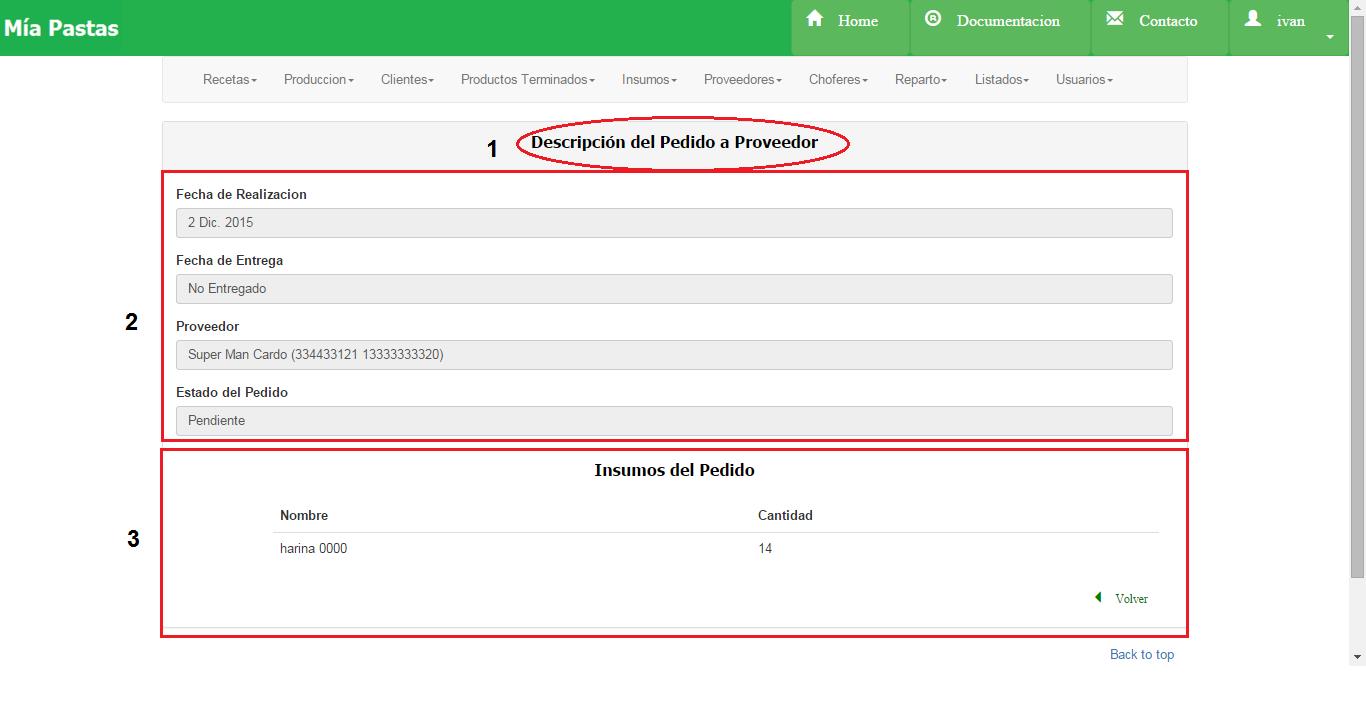 Mía Pastas Home Documentacion Contacto ivan
Recetas Produccion Clientes Productos Terminados Insumos Proveedores Choferes Reparto Listados Usuarios
1 Descripción del Pedido a Proveedor
Fecha de Realizacion
2 Dic. 2015
Fecha de Entrega
No Entregado
2
Proveedor
Super Man Cardo (334433121 13333333320)
Estado del Pedido
Pendiente
Insumos del Pedido
Nombre Cantidad
3
harina 0000 14
Volver
Back to top